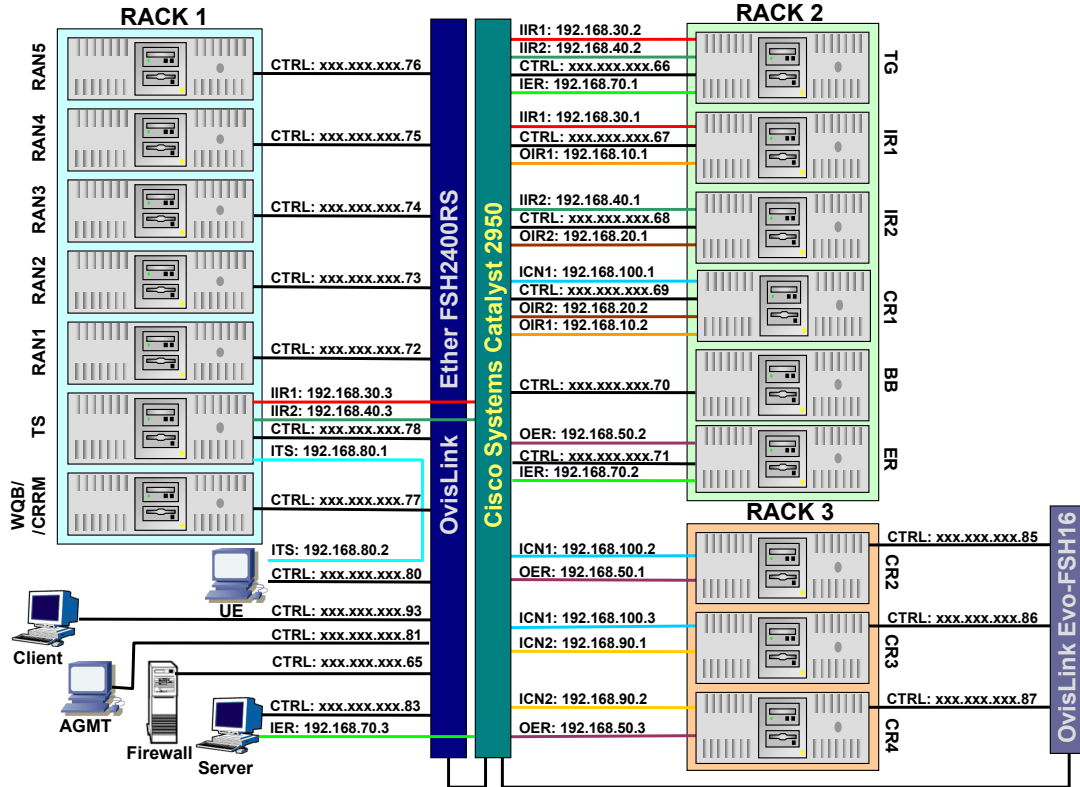 RACK 1
RAN5
CTRL: xxx.xxx.xxx.76
RAN4
CTRL: xxx.xxx.xxx.75
RAN3
CTRL: xxx.xxx.xxx.74
RAN2
CTRL: xxx.xxx.xxx.73
RAN1
CTRL: xxx.xxx.xxx.72
TS
IIR1: 192.168.30.3
IIR2: 192.168.40.3
CTRL: xxx.xxx.xxx.78
ITS: 192.168.80.1
WQB/
/CRRM
CTRL: xxx.xxx.xxx.77
ITS: 192.168.80.2
CTRL: xxx.xxx.xxx.80
UE
CTRL: xxx.xxx.xxx.93
Client
CTRL: xxx.xxx.xxx.81
AGMT
CTRL: xxx.xxx.xxx.65
Firewall
CTRL: xxx.xxx.xxx.83
IER: 192.168.70.3
Server
OvisLink Ether FSH2400RS
Cisco Systems Catalyst 2950
RACK 2
IIR1: 192.168.30.2
IIR2: 192.168.40.2
CTRL: xxx.xxx.xxx.66
IER: 192.168.70.1
TG
IIR1: 192.168.30.1
CTRL: xxx.xxx.xxx.67
OIR1: 192.168.10.1
IR1
IIR2: 192.168.40.1
CTRL: xxx.xxx.xxx.68
OIR2: 192.168.20.1
IR2
ICN1: 192.168.100.1
CTRL: xxx.xxx.xxx.69
OIR2: 192.168.20.2
OIR1: 192.168.10.2
CR1
CTRL: xxx.xxx.xxx.70
BB
OER: 192.168.50.2
CTRL: xxx.xxx.xxx.71
IER: 192.168.70.2
ER
RACK 3
ICN1: 192.168.100.2
OER: 192.168.50.1
CTRL: xxx.xxx.xxx.85
CR2
ICN1: 192.168.100.3
ICN2: 192.168.90.1
CTRL: xxx.xxx.xxx.86
CR3
ICN2: 192.168.90.2
OER: 192.168.50.3
CTRL: xxx.xxx.xxx.87
CR4
OvisLink Evo-FSH16